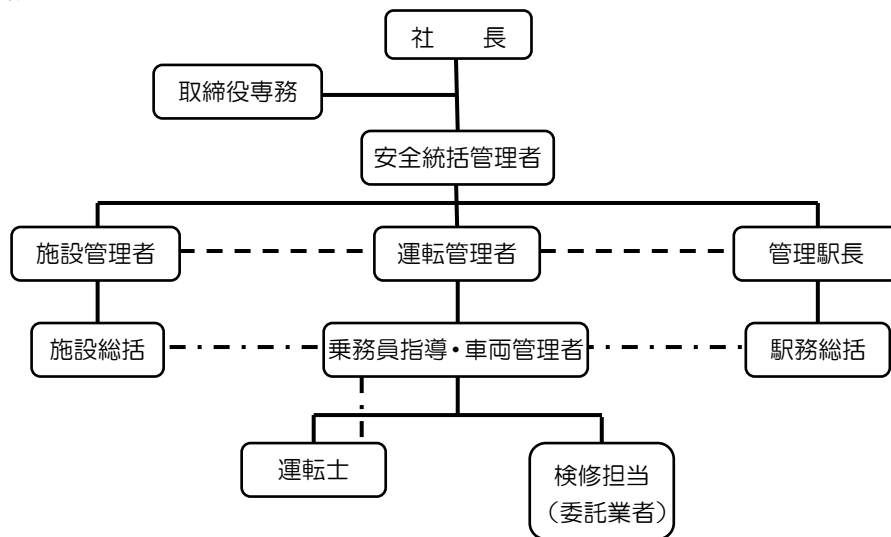 社　　長
取締役専務
安全統括管理者
施設管理者
運転管理者
管理駅長
施設総括
乗務員指導・車両管理者
駅務総括
運転士
検修担当
（委託業者）